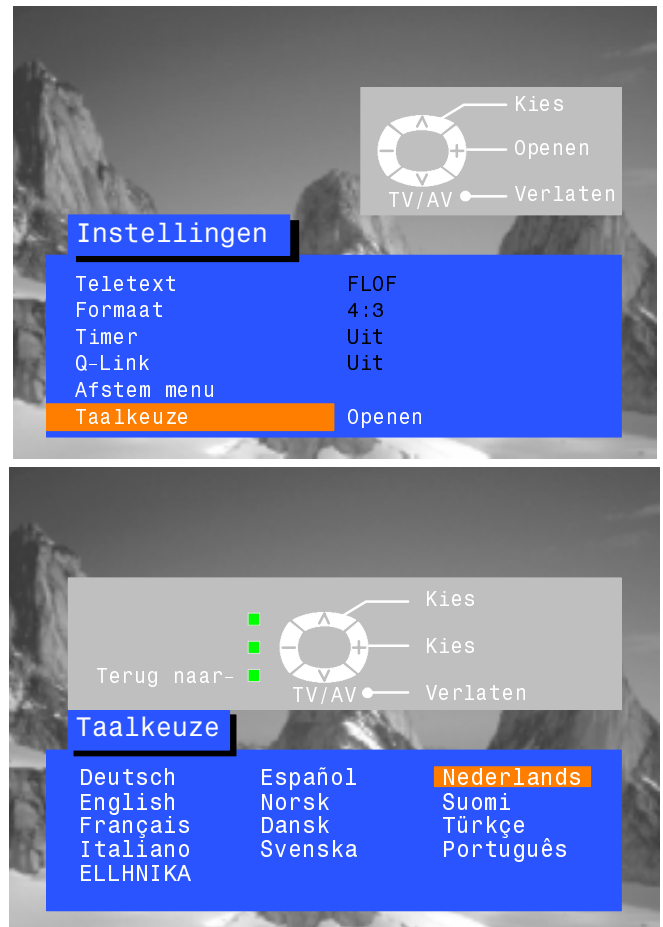 Kies
Openen
TV/AV Verlaten
Instellingen
Teletext FLOF
Formaat 4:3
Timer Uit
Q-Link Uit
Afstem menu
Taalkeuze Openen
Kies
Kies
Terug naar-
TV/AV Verlaten
Taalkeuze
Deutsch Español Nederlands
English Norsk Suomi
Français Dansk Türkçe
Italiano Svenska Português
ELLHNIKA